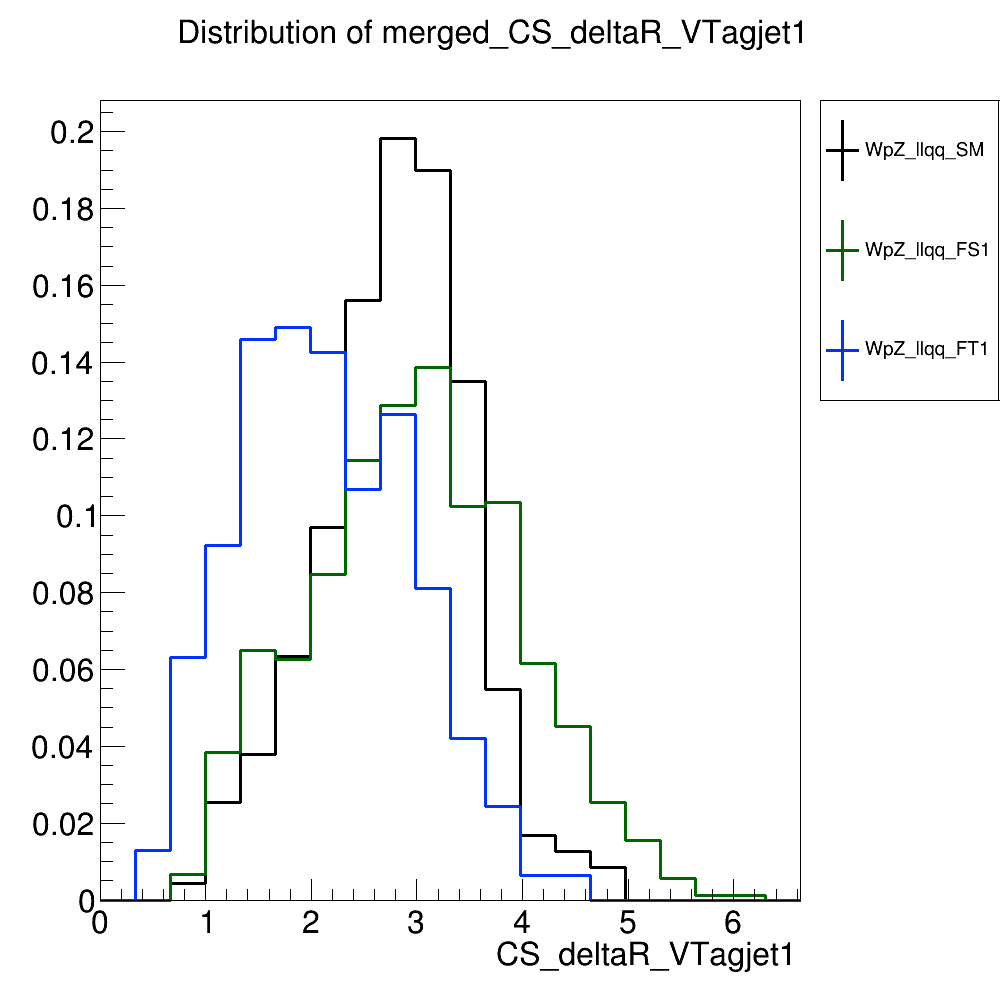 Distribution of merged_CS_deltaR_VTagjet1
WpZ_llqq_SM
WpZ_llqq_FS1
WpZ_llqq_FT1
0.2
0.18
0.16
0.14
0.12
0.1
0.08
0.06
0.04
0.02
0
0 1 2 3 4 5 6
CS_deltaR_VTagjet1